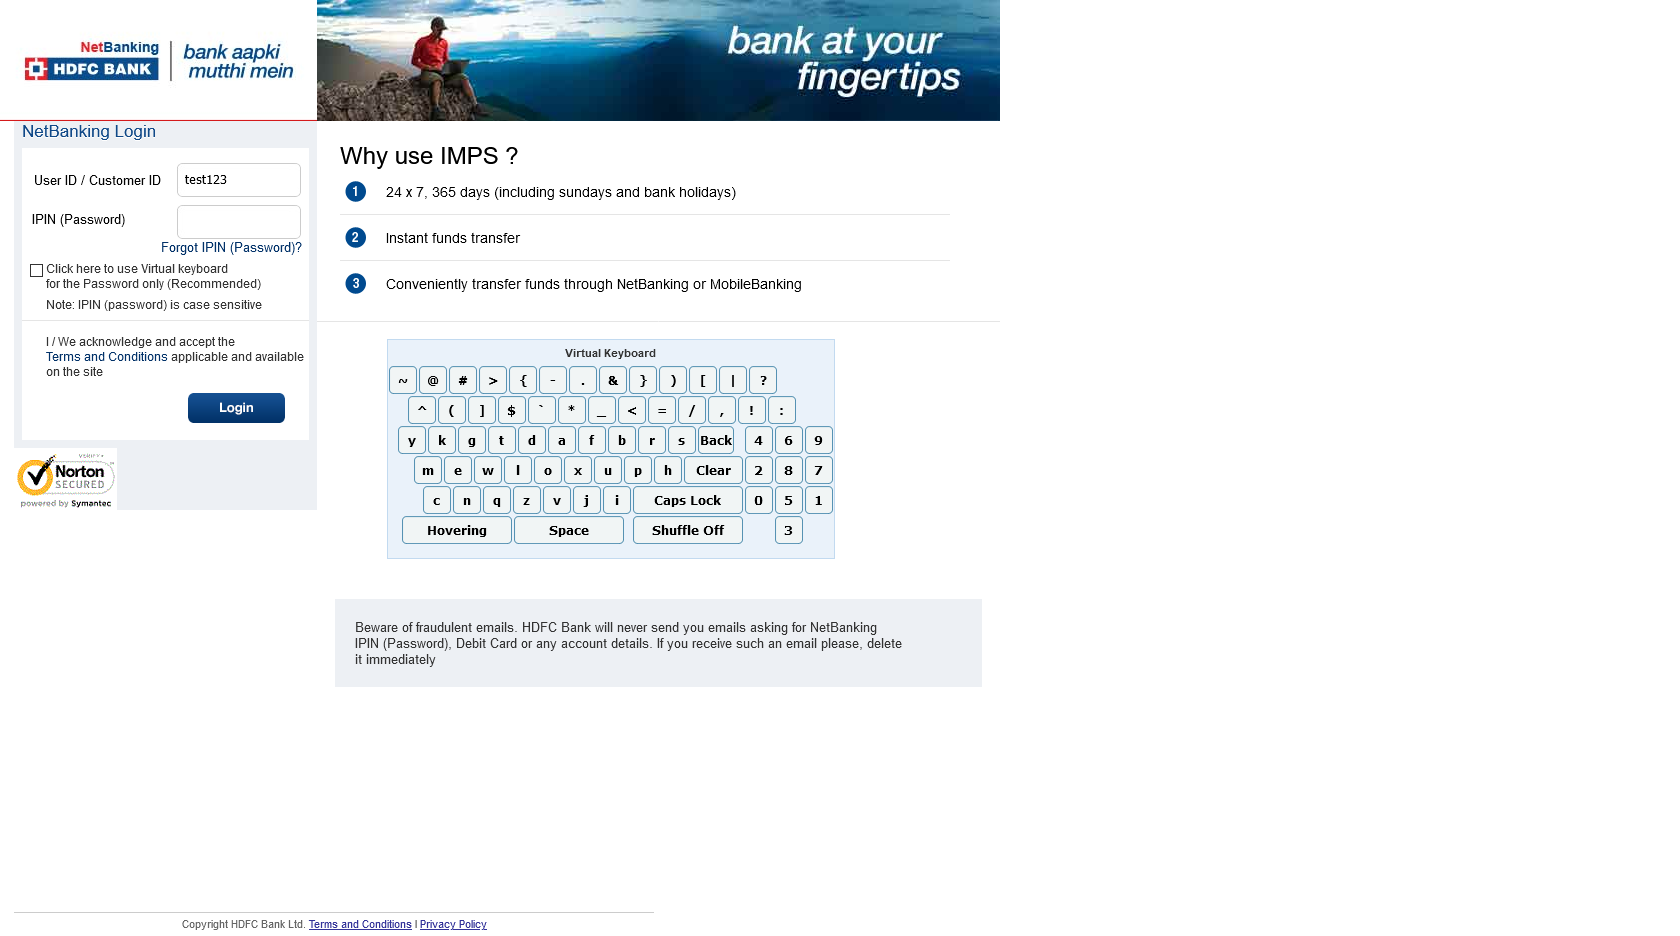 NetBanking
HDFC BANK
bank aapki
mutthi mein
bank at your
fingertips
NetBanking Login
User ID / Customer ID
test123
IPIN (Password)
Forgot IPIN (Password)?
Click here to use Virtual keyboard
for the Password only (Recommended)
Note: IPIN (password) is case sensitive
I / We acknowledge and accept the
Terms and Conditions applicable and available
on the site
Login
VERIFY
Norton
SECURED
powered by Symantec
Why use IMPS ?
1 24 x 7, 365 days (including sundays and bank holidays)
2 Instant funds transfer
3 Conveniently transfer funds through NetBanking or MobileBanking
Virtual Keyboard
~ @ # > { - . & } ) [ | ?
^ ( ] $ ` * _ < = / , ! :
y k g t d a f b r s Back 4 6 9
m e w l o x u p h Clear 2 8 7
c n q z v j i Caps Lock 0 5 1
Hovering Space Shuffle Off 3
Beware of fraudulent emails. HDFC Bank will never send you emails asking for NetBanking
IPIN (Password), Debit Card or any account details. If you receive such an email please, delete
it immediately
Copyright HDFC Bank Ltd. Terms and Conditions | Privacy Policy